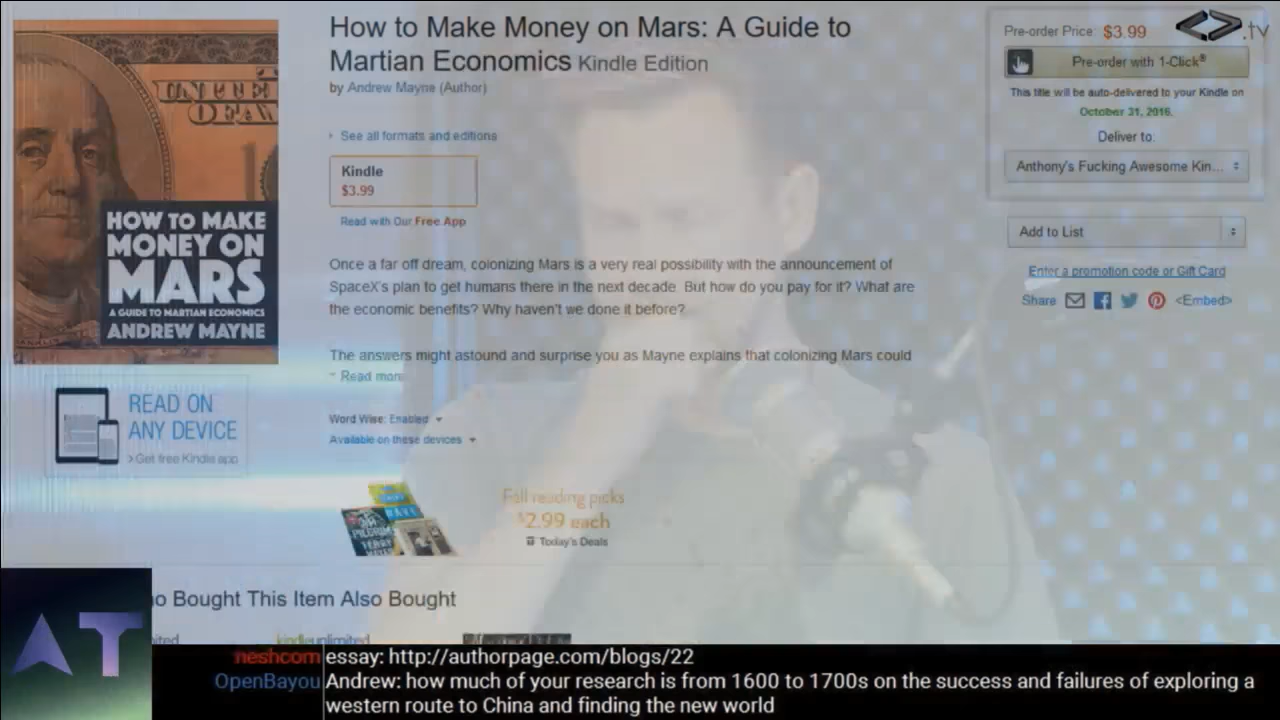 How to Make Money on Mars: A Guide to
Martian Economics Kindle Edition
by Andrew Mayne (Author)
See all formats and editions
Kindle
$3.99
Read with Our Free App
Once a far off dream, colonizing Mars is a very real possibility with the announcement of
SpaceX's plan to get humans there in the next decade. But how do you pay for it? What are
the economic benefits? Why haven't we done it before?
The answers might astound and surprise you as Mayne explains that colonizing Mars could
Read more
Word Wise: Enabled
Available on these devices
Fall reading picks
$2.99 each
Today's Deals
HOW TO MAKE
MONEY ON
MARS
A GUIDE TO MARTIAN ECONOMICS
ANDREW MAYNE
READ ON
ANY DEVICE
>Get free Kindle app
Pre-order Price: $3.99
.tv
Pre-order with 1-Click®
This title will be auto-delivered to your Kindle on
October 31, 2016.
Deliver to:
Anthony's Fucking Awesome Kin...
Add to List
Enter a promotion code or Gift Card
Share <Embed>
o Bought This Item Also Bought
kindleunlimited
AT
neshcom essay: http://authorpage.com/blogs/22
OpenBayou Andrew: how much of your research is from 1600 to 1700s on the success and failures of exploring a
western route to China and finding the new world